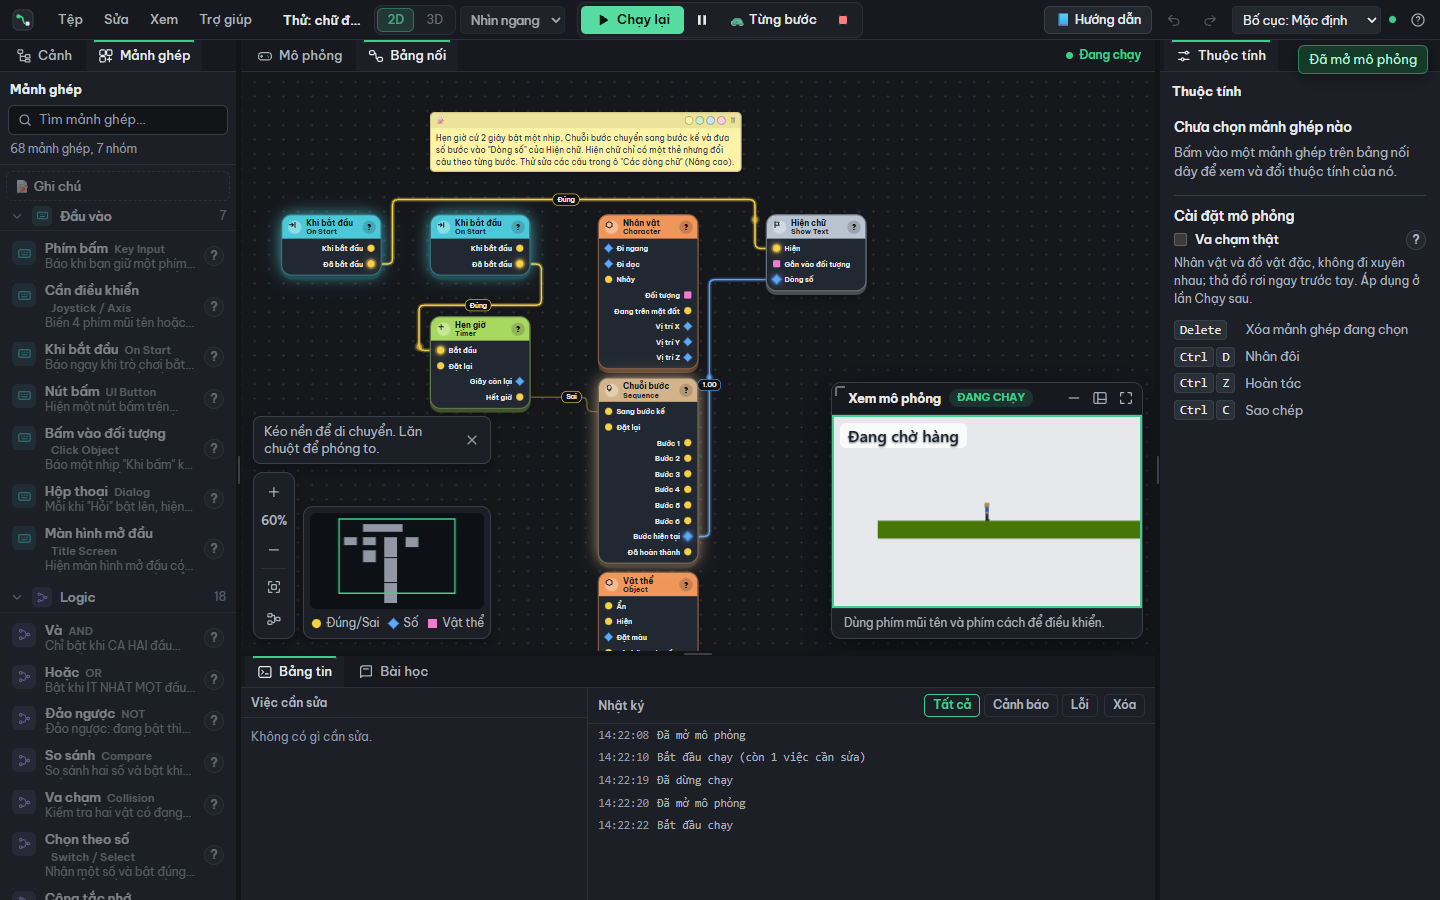 Tệp Sửa Xem Trợ giúp Thử: chữ đ... 2D 3D Nhìn ngang Chạy lại Từng bước Hướng dẫn Bố cục: Mặc định
Cảnh Mảnh ghép
Mô phỏng Bảng nối Đang chạy
Thuộc tính Đã mở mô phỏng
Mảnh ghép
Tìm mảnh ghép...
68 mảnh ghép, 7 nhóm
Ghi chú
Đầu vào 7
Phím bấm Key Input
Báo khi bạn giữ một phím...
Cần điều khiển
Joystick / Axis
Biến 4 phím mũi tên hoặc...
Khi bắt đầu On Start
Báo ngay khi trò chơi bắt...
Nút bấm UI Button
Hiện một nút bấm trên...
Bấm vào đối tượng
Click Object
Báo một nhịp "Khi bấm" k...
Hộp thoại Dialog
Mỗi khi "Hỏi" bật lên, hiện...
Màn hình mở đầu
Title Screen
Hiện màn hình mở đầu có...
Logic 18
Và AND
Chỉ bật khi CẢ HAI đầu...
Hoặc OR
Bật khi ÍT NHẤT MỘT đầu...
Đảo ngược NOT
Đảo ngược: đang bật thì...
So sánh Compare
So sánh hai số và bật khi...
Va chạm Collision
Kiểm tra hai vật có đang...
Chọn theo số
Switch / Select
Nhận một số và bật đúng...
Công tắc nhớ
Hẹn giờ cứ 2 giây bật một nhịp. Chuỗi bước chuyển sang bước kế và đưa
số bước vào "Dòng số" của Hiện chữ. Hiện chữ chỉ có một thẻ nhưng đổi
câu theo từng bước. Thử sửa các câu trong ô "Các dòng chữ" (Nâng cao).
Đúng
Khi bắt đầu
On Start
Khi bắt đầu
Đã bắt đầu
Khi bắt đầu
On Start
Khi bắt đầu
Đã bắt đầu
Nhân vật
Character
Đi ngang
Đi dọc
Nhảy
Đối tượng
Đang trên mặt đất
Vị trí X
Vị trí Y
Vị trí Z
Hiện chữ
Show Text
Hiện
Gắn vào đối tượng
Dòng số
Đúng
Hẹn giờ
Timer
Bắt đầu
Đặt lại
Giây còn lại
Hết giờ
Sai
1.00
Chuỗi bước
Sequence
Sang bước kế
Đặt lại
Bước 1
Bước 2
Bước 3
Bước 4
Bước 5
Bước 6
Bước hiện tại
Đã hoàn thành
Vật thể
Object
Ẩn
Hiện
Đặt màu
Kéo nền để di chuyển. Lăn
chuột để phóng to.
60%
Đúng/Sai Số Vật thể
Xem mô phỏng ĐANG CHẠY
Đang chờ hàng
Dùng phím mũi tên và phím cách để điều khiển.
Bảng tin Bài học
Việc cần sửa
Không có gì cần sửa.
Nhật ký Tất cả Cảnh báo Lỗi Xóa
14:22:08 Đã mở mô phỏng
14:22:10 Bắt đầu chạy (còn 1 việc cần sửa)
14:22:19 Đã dừng chạy
14:22:20 Đã mở mô phỏng
14:22:22 Bắt đầu chạy
Thuộc tính
Chưa chọn mảnh ghép nào
Bấm vào một mảnh ghép trên bảng nối
dây để xem và đổi thuộc tính của nó.
Cài đặt mô phỏng
Va chạm thật
Nhân vật và đồ vật đặc, không đi xuyên
nhau; thả đồ rơi ngay trước tay. Áp dụng ở
lần Chạy sau.
Delete Xóa mảnh ghép đang chọn
Ctrl D Nhân đôi
Ctrl Z Hoàn tác
Ctrl C Sao chép